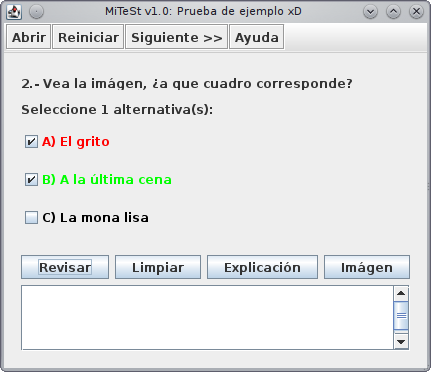 MiTeSt v1.0: Prueba de ejemplo xD
Abrir Reiniciar Siguiente >> Ayuda
2.- Vea la imágen, ¿a que cuadro corresponde?
Seleccione 1 alternativa(s):
A) El grito
B) A la última cena
C) La mona lisa
Revisar Limpiar Explicación Imágen